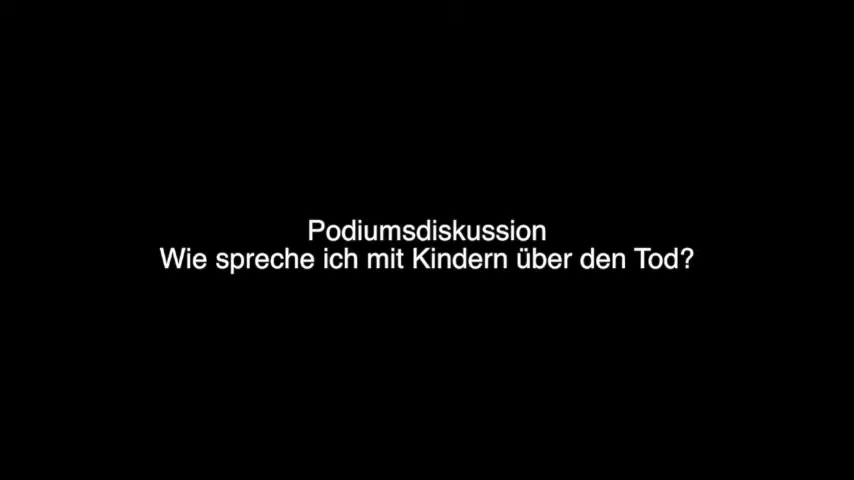 Podiumsdiskussion
Wie spreche ich mit Kindern über den Tod?